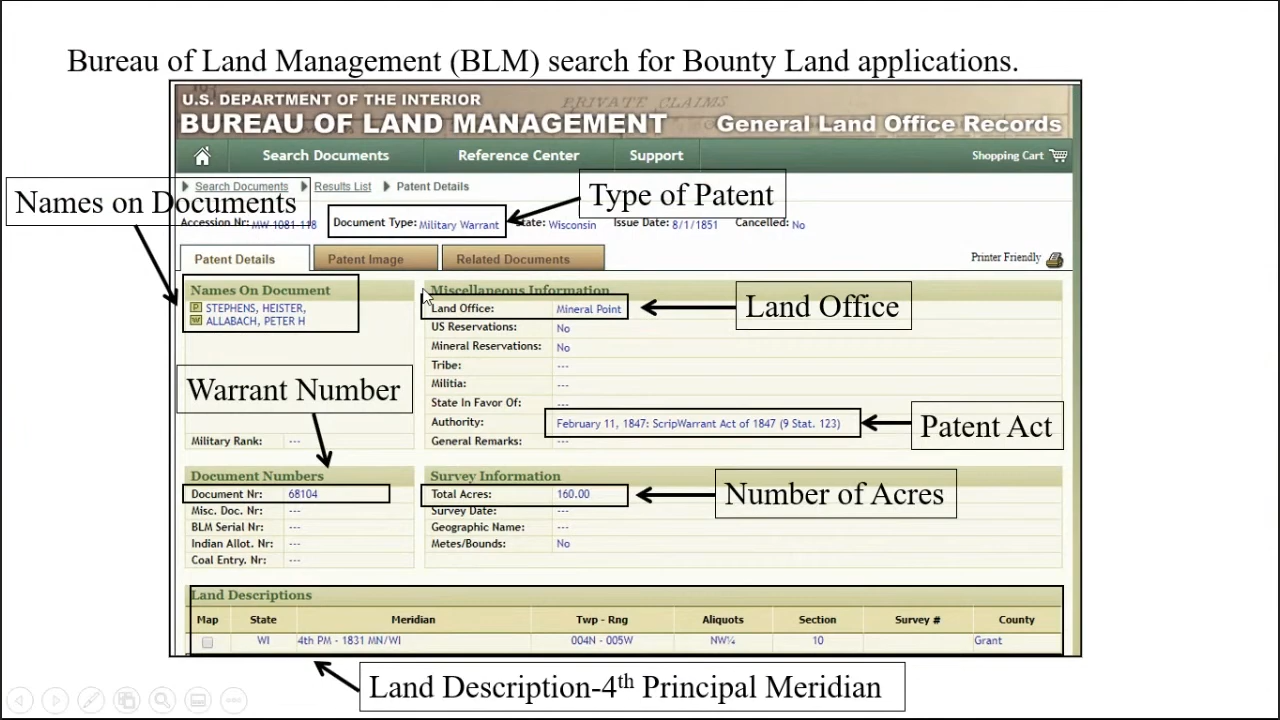 Bureau of Land Management (BLM) search for Bounty Land applications.
PRIVATE CLAIMS
U.S. DEPARTMENT OF THE INTERIOR
BUREAU OF LAND MANAGEMENT General Land Office Records
Search Documents Reference Center Support Shopping Cart
Search Documents Results List Patent Details
Names on Documents
Type of Patent
Accession Nr: MW-1081-118 Document Type: Military Warrant State: Wisconsin Issue Date: 8/1/1851 Cancelled: No
Patent Details Patent Image Related Documents Printer Friendly
Names On Document
STEPHENS, HEISTER,
ALLABACH, PETER H
Miscellaneous Information
Land Office: Mineral Point
Land Office
US Reservations: No
Mineral Reservations: No
Tribe: ---
Militia: ---
State In Favor Of: ---
Authority: February 11, 1847: ScripWarrant Act of 1847 (9 Stat. 123)
Patent Act
General Remarks: ---
Warrant Number
Military Rank: ---
Document Numbers
Document Nr: 68104
Misc. Doc. Nr: ---
BLM Serial Nr: ---
Indian Allot. Nr: ---
Coal Entry. Nr: ---
Survey Information
Total Acres: 160.00
Number of Acres
Survey Date: ---
Geographic Name: ---
Metes/Bounds: No
Land Descriptions
Map State Meridian Twp - Rng Aliquots Section Survey # County
WI 4th PM - 1831 MN/WI 004N - 005W NW¼ 10 Grant
Land Description-4th Principal Meridian